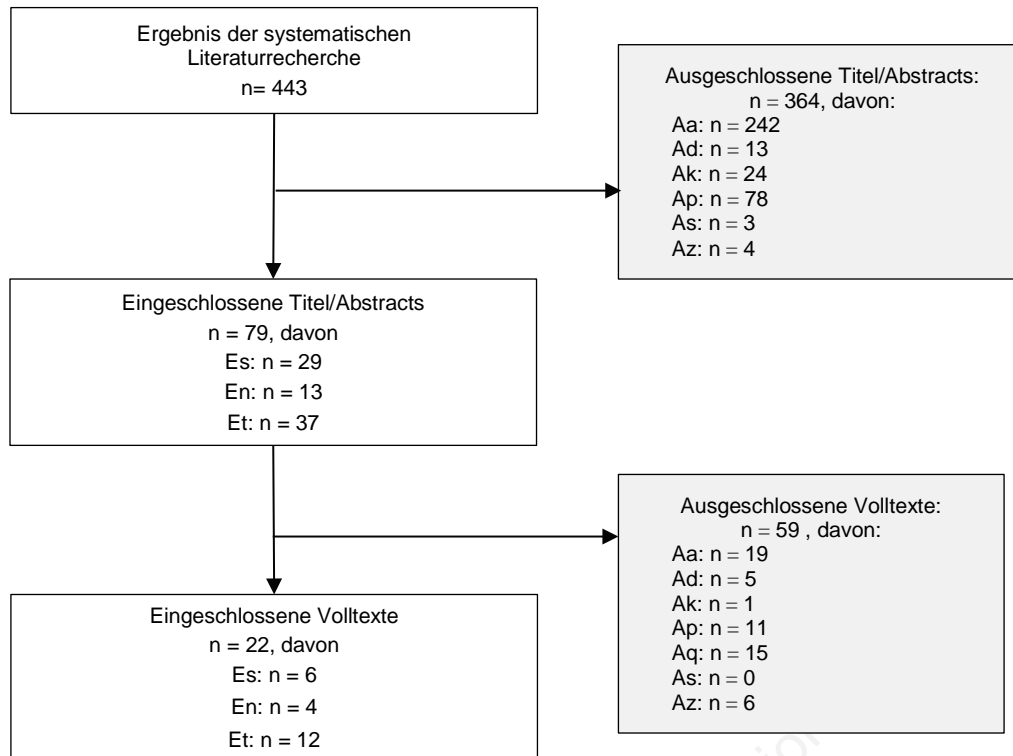 Ergebnis der systematischen
Literaturrecherche
n= 443
Ausgeschlossene Titel/Abstracts:
n = 364, davon:
Aa: n = 242
Ad: n = 13
Ak: n = 24
Ap: n = 78
As: n = 3
Az: n = 4
Eingeschlossene Titel/Abstracts
n = 79, davon
Es: n = 29
En: n = 13
Et: n = 37
Ausgeschlossene Volltexte:
n = 59 , davon:
Aa: n = 19
Ad: n = 5
Ak: n = 1
Ap: n = 11
Aq: n = 15
As: n = 0
Az: n = 6
Eingeschlossene Volltexte
n = 22, davon
Es: n = 6
En: n = 4
Et: n = 12